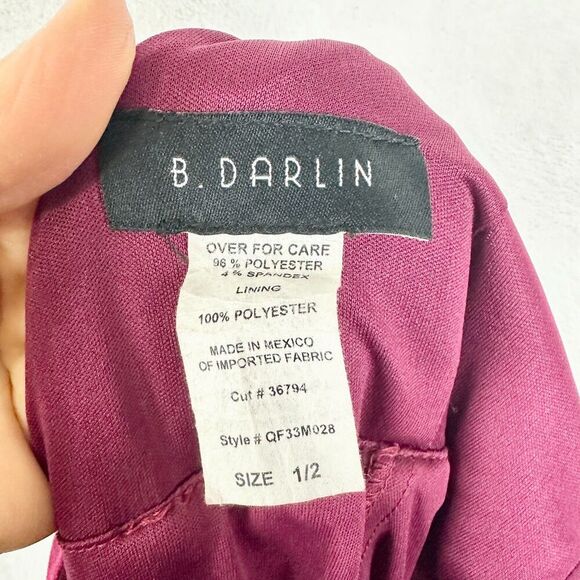 B. DARLIN
OVER FOR CARE
96 % POLYESTER
4 % SPANDEX
LINING
100% POLYESTER
MADE IN MEXICO
OF IMPORTED FABRIC
Cut # 36794
Style # QF33M028
SIZE 1/2